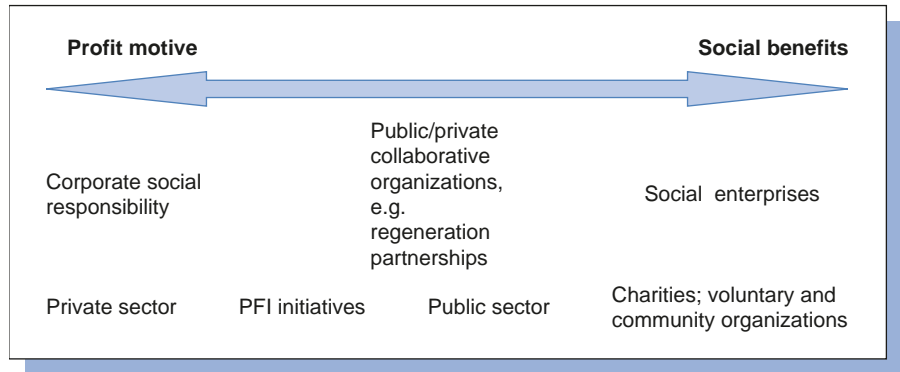 Profit motive
Social benefits
Corporate social
responsibility
Public/private
collaborative
organizations,
e.g.
regeneration
partnerships
Social enterprises
Private sector
PFI initiatives
Public sector
Charities; voluntary and
community organizations